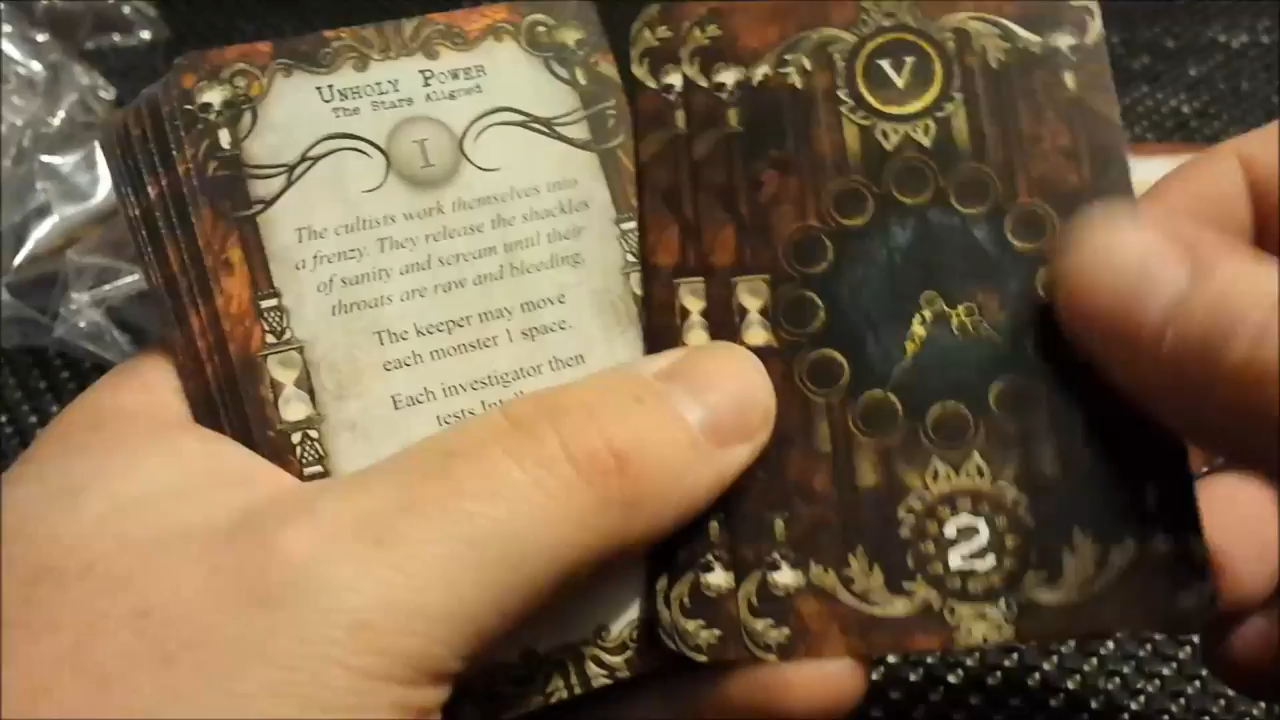 UNHOLY POWER
The Stars Aligned
I
The cultists work themselves into
a frenzy. They release the shackles
of sanity and scream until their
throats are raw and bleeding.
The keeper may move
each monster 1 space.
Each investigator then
tests
V
2